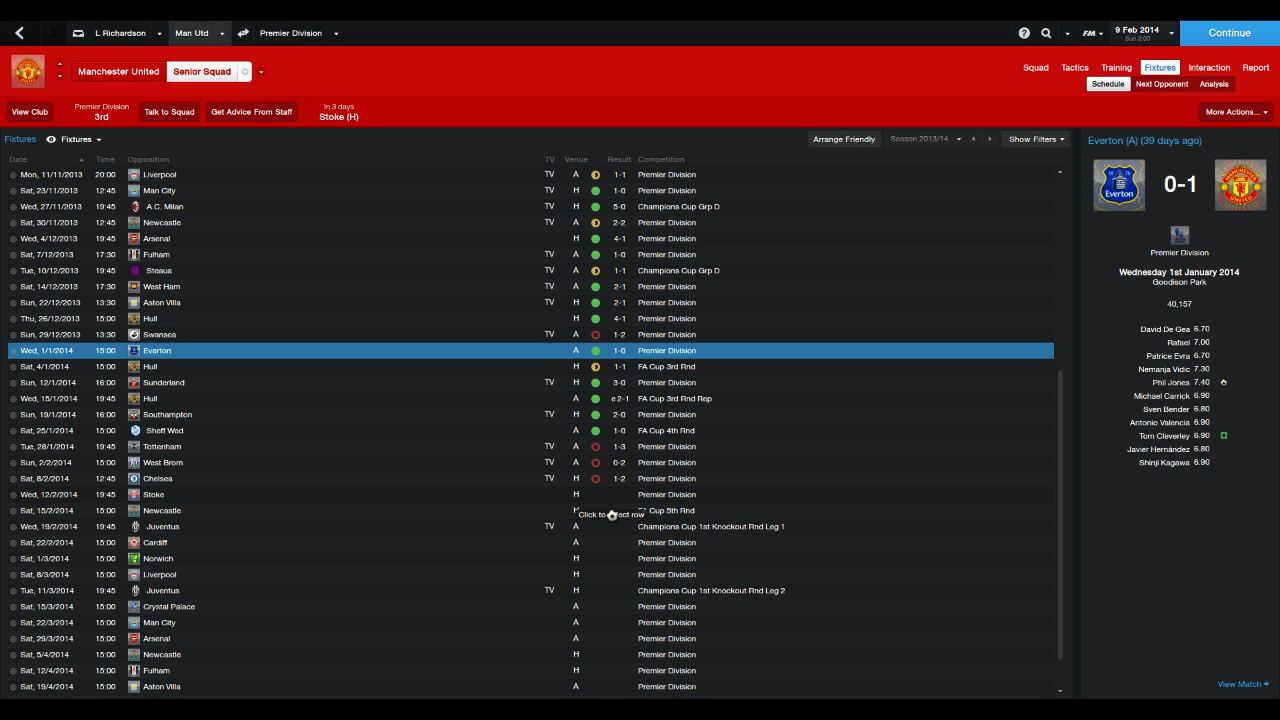 L Richardson Man Utd Premier Division FM 9 Feb 2014 Continue
Sun 9:00
Manchester United Senior Squad Squad Tactics Training Fixtures Interaction Report
Schedule Next Opponent Analysis
View Club Premier Division 3rd Talk to Squad Get Advice From Staff In 3 days Stoke (H) More Actions...
Fixtures Fixtures Arrange Friendly Season 2013/14 Show Filters
Date Time Opposition TV Venue Result Competition
Mon, 11/11/2013 20:00 Liverpool TV A 1-1 Premier Division
Sat, 23/11/2013 12:45 Man City TV H 1-0 Premier Division
Wed, 27/11/2013 19:45 A.C. Milan TV H 5-0 Champions Cup Grp D
Sat, 30/11/2013 12:45 Newcastle TV A 2-2 Premier Division
Wed, 4/12/2013 19:45 Arsenal H 4-1 Premier Division
Sat, 7/12/2013 17:30 Fulham TV A 1-0 Premier Division
Tue, 10/12/2013 19:45 Steaua TV A 1-1 Champions Cup Grp D
Sat, 14/12/2013 17:30 West Ham TV A 2-1 Premier Division
Sun, 22/12/2013 13:30 Aston Villa TV H 2-1 Premier Division
Thu, 26/12/2013 15:00 Hull H 4-1 Premier Division
Sun, 29/12/2013 13:30 Swansea TV A 1-2 Premier Division
Wed, 1/1/2014 15:00 Everton A 1-0 Premier Division
Sat, 4/1/2014 15:00 Hull H 1-1 FA Cup 3rd Rnd
Sun, 12/1/2014 16:00 Sunderland TV H 3-0 Premier Division
Wed, 15/1/2014 19:45 Hull A e 2-1 FA Cup 3rd Rnd Rep
Sun, 19/1/2014 16:00 Southampton TV H 2-0 Premier Division
Sat, 25/1/2014 15:00 Sheff Wed A 1-0 FA Cup 4th Rnd
Tue, 28/1/2014 19:45 Tottenham TV A 1-3 Premier Division
Sun, 2/2/2014 15:00 West Brom TV A 0-2 Premier Division
Sat, 8/2/2014 12:45 Chelsea TV H 1-2 Premier Division
Wed, 12/2/2014 19:45 Stoke H Premier Division
Sat, 15/2/2014 15:00 Newcastle H Cup 5th Rnd
Click to
row
Wed, 19/2/2014 19:45 Juventus TV A Champions Cup 1st Knockout Rnd Leg 1
Sat, 22/2/2014 15:00 Cardiff A Premier Division
Sat, 1/3/2014 15:00 Norwich H Premier Division
Sat, 8/3/2014 15:00 Liverpool H Premier Division
Tue, 11/3/2014 19:45 Juventus TV H Champions Cup 1st Knockout Rnd Leg 2
Sat, 15/3/2014 15:00 Crystal Palace A Premier Division
Sat, 22/3/2014 15:00 Man City A Premier Division
Sat, 29/3/2014 15:00 Arsenal A Premier Division
Sat, 5/4/2014 15:00 Newcastle H Premier Division
Sat, 12/4/2014 15:00 Fulham H Premier Division
Sat, 19/4/2014 15:00 Aston Villa A Premier Division
Everton (A) (39 days ago)
Everton 0-1
Premier Division
Wednesday 1st January 2014
Goodison Park
40,157
David De Gea 6.70
Rafael 7.00
Patrice Evra 6.70
Nemanja Vidic 7.30
Phil Jones 7.40
Michael Carrick 6.90
Sven Bender 6.80
Antonio Valencia 6.90
Tom Cleverley 6.90
Javier Hernández 6.80
Shinji Kagawa 6.90
View Match